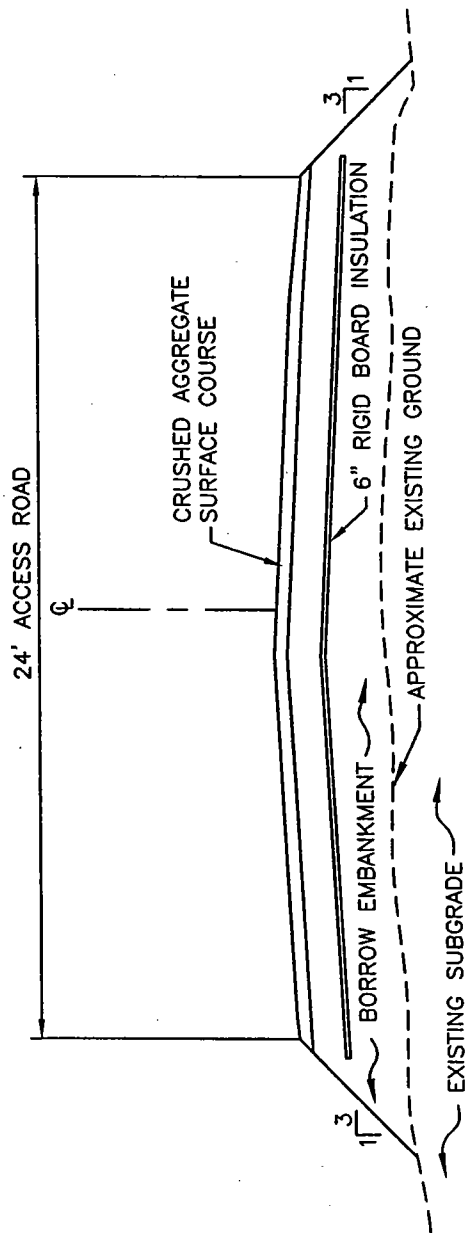 24' ACCESS ROAD
℄
CRUSHED AGGREGATE
SURFACE COURSE
3
1
3
1
6" RIGID BOARD INSULATION
BORROW EMBANKMENT
APPROXIMATE EXISTING GROUND
EXISTING SUBGRADE